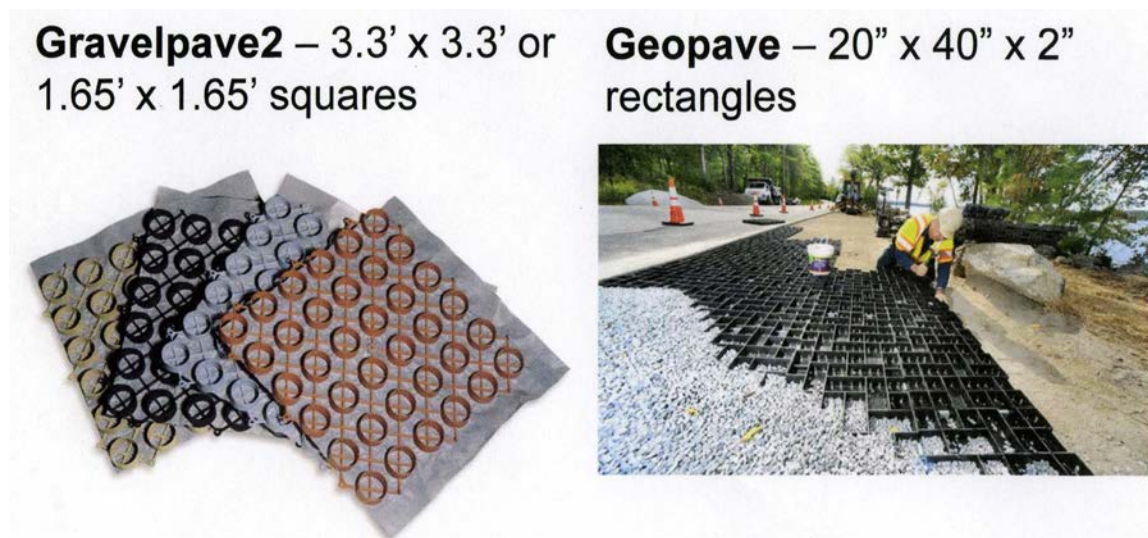 Gravelpave2 – 3.3’ x 3.3’ or
1.65’ x 1.65’ squares
Geopave – 20” x 40” x 2”
rectangles